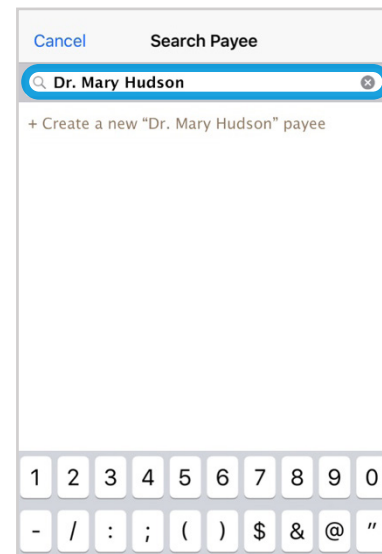 Cancel Search Payee
Dr. Mary Hudson
+ Create a new “Dr. Mary Hudson” payee
1 2 3 4 5 6 7 8 9 0
- / : ; ( ) $ & @ "